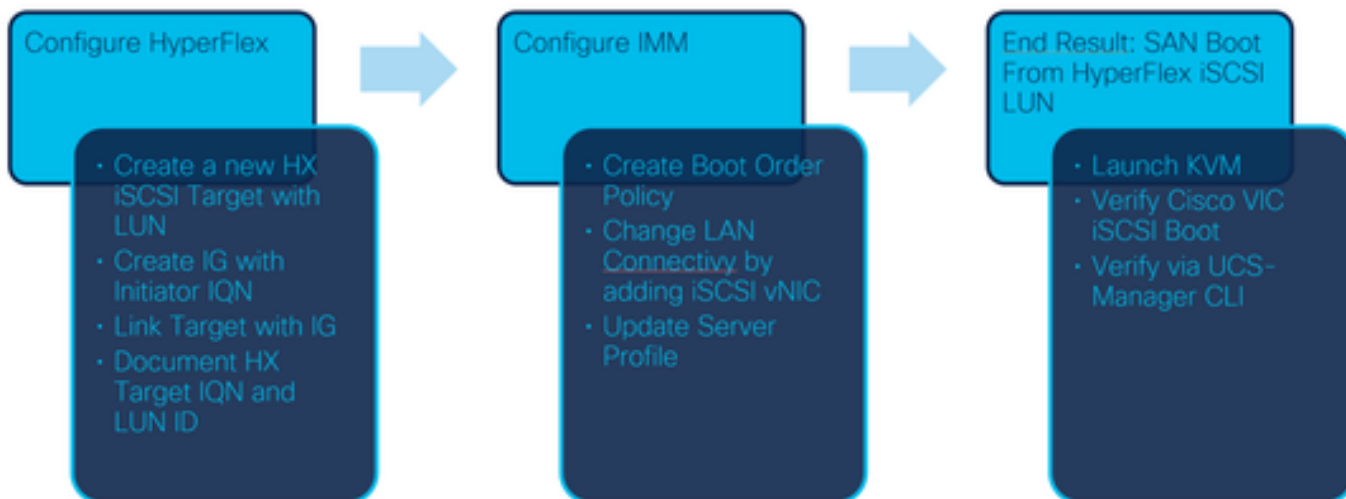 Configure HyperFlex
• Create a new HX
iSCSI Target with
LUN
• Create IG with
Initiator IQN
• Link Target with IG
• Document HX
Target IQN and
LUN ID
Configure IMM
• Create Boot Order
Policy
• Change LAN
Connectivy by
adding iSCSI vNIC
• Update Server
Profile
End Result: SAN Boot
From HyperFlex iSCSI
LUN
• Launch KVM
• Verify Cisco VIC
iSCSI Boot
• Verify via UCS-
Manager CLI